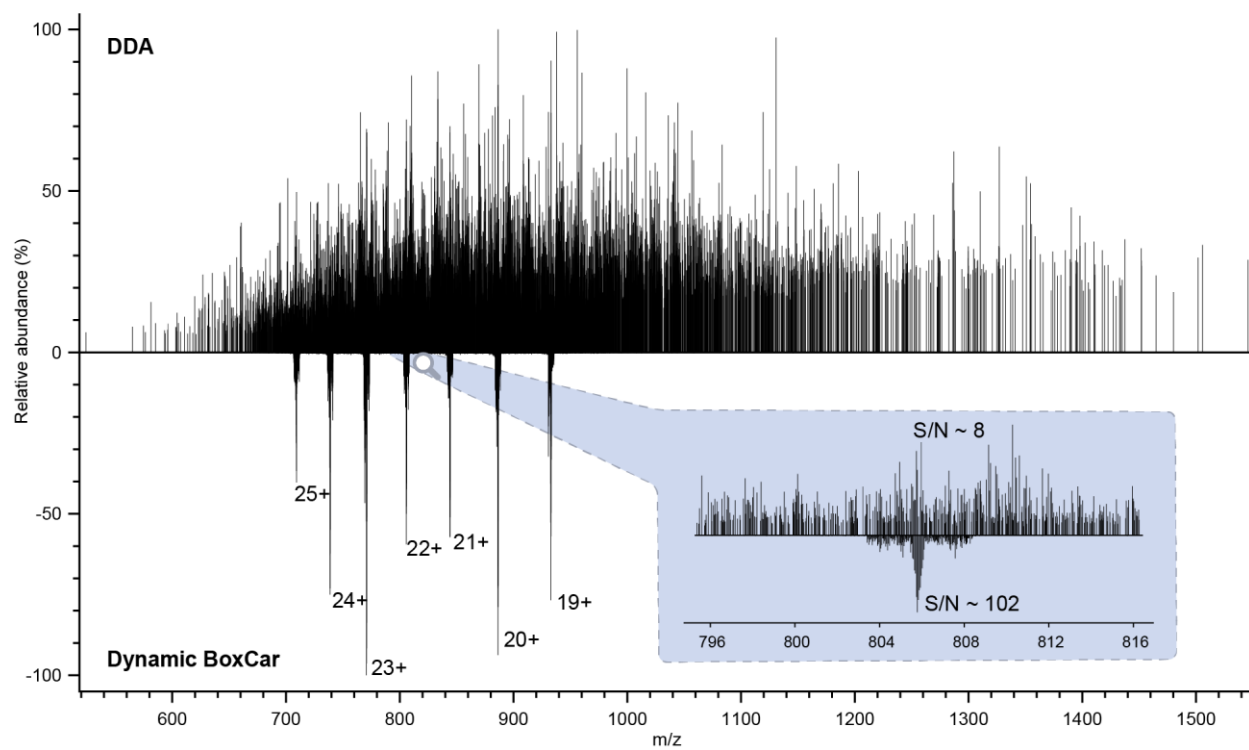 100
DDA
50
0
-50
-100
Relative abundance (%)
S/N ~ 8
25+
22+
21+
24+
19+
S/N ~ 102
20+
23+
796 800 804 808 812 816
Dynamic BoxCar
600 700 800 900 1000 1100 1200 1300 1400 1500
m/z